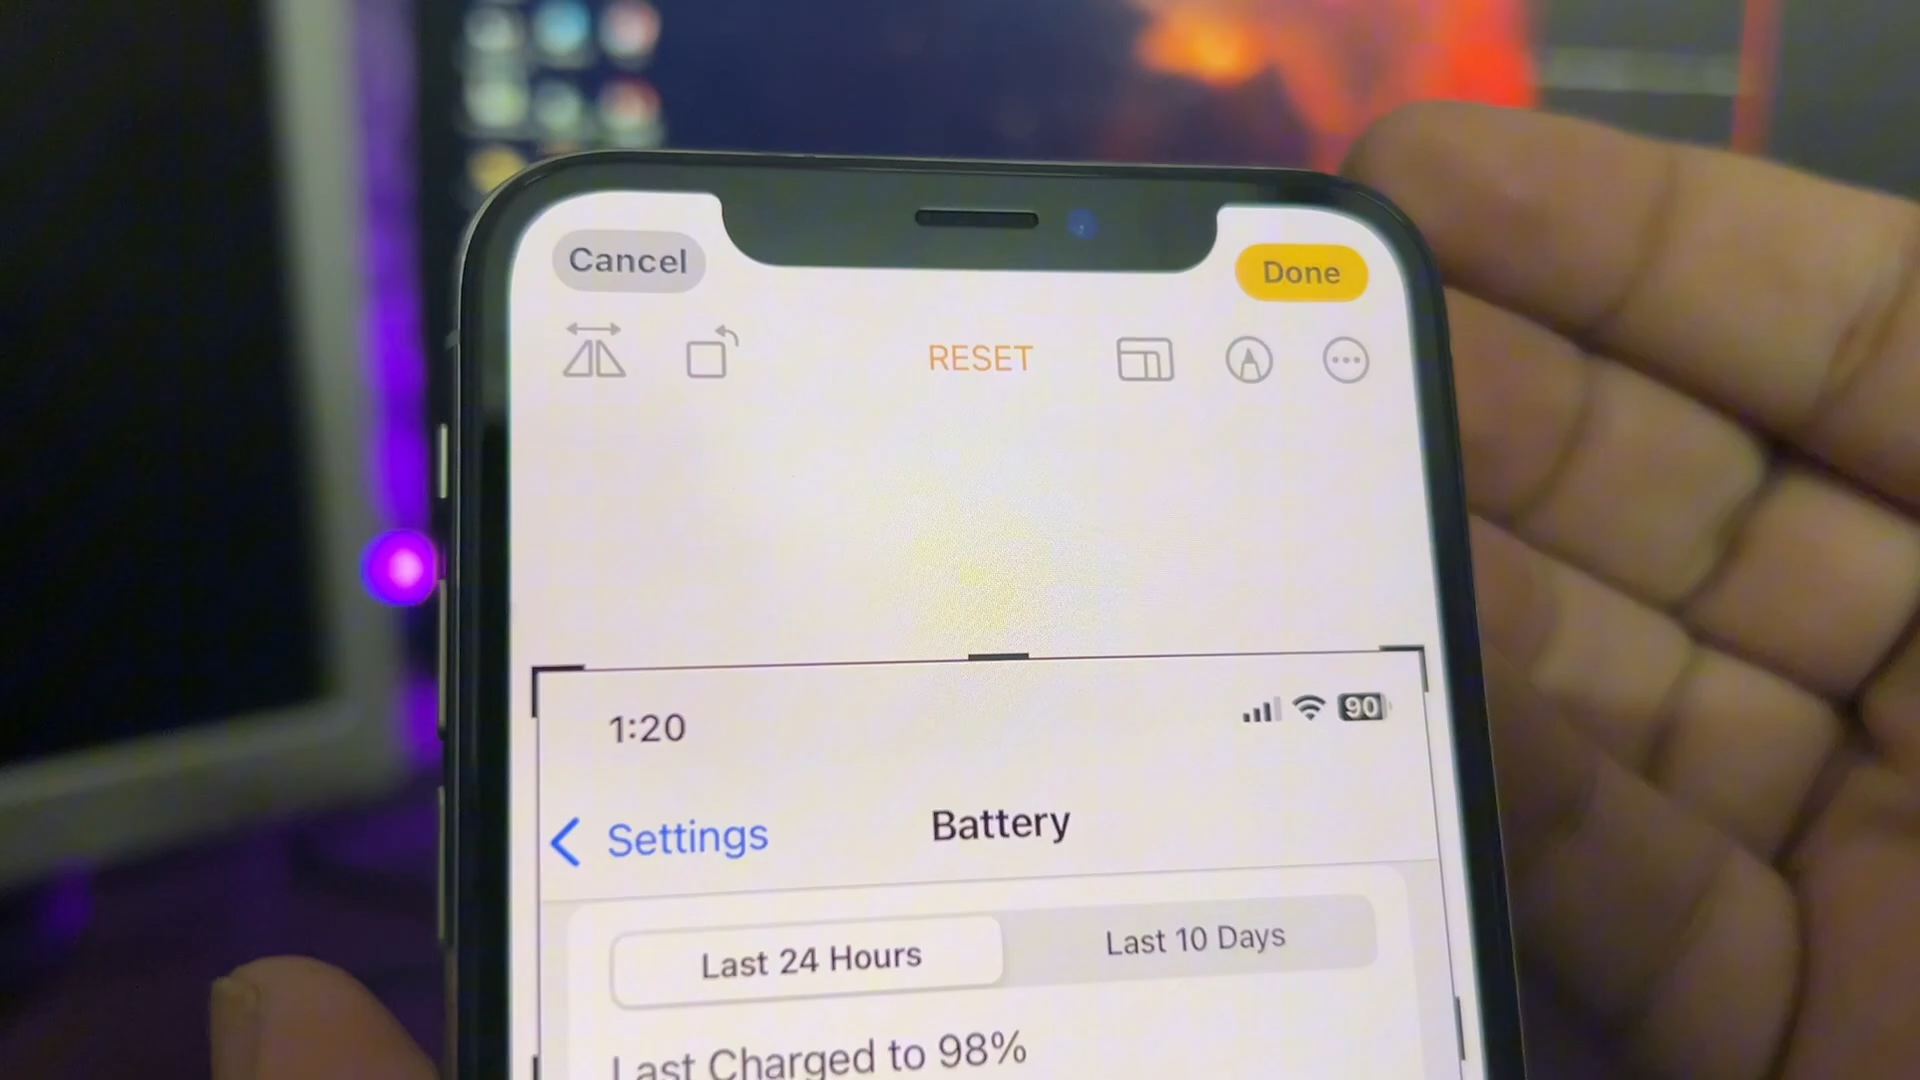 Cancel
Done
RESET
1:20
90
Settings
Battery
Last 24 Hours
Last 10 Days
Last Charged to 98%